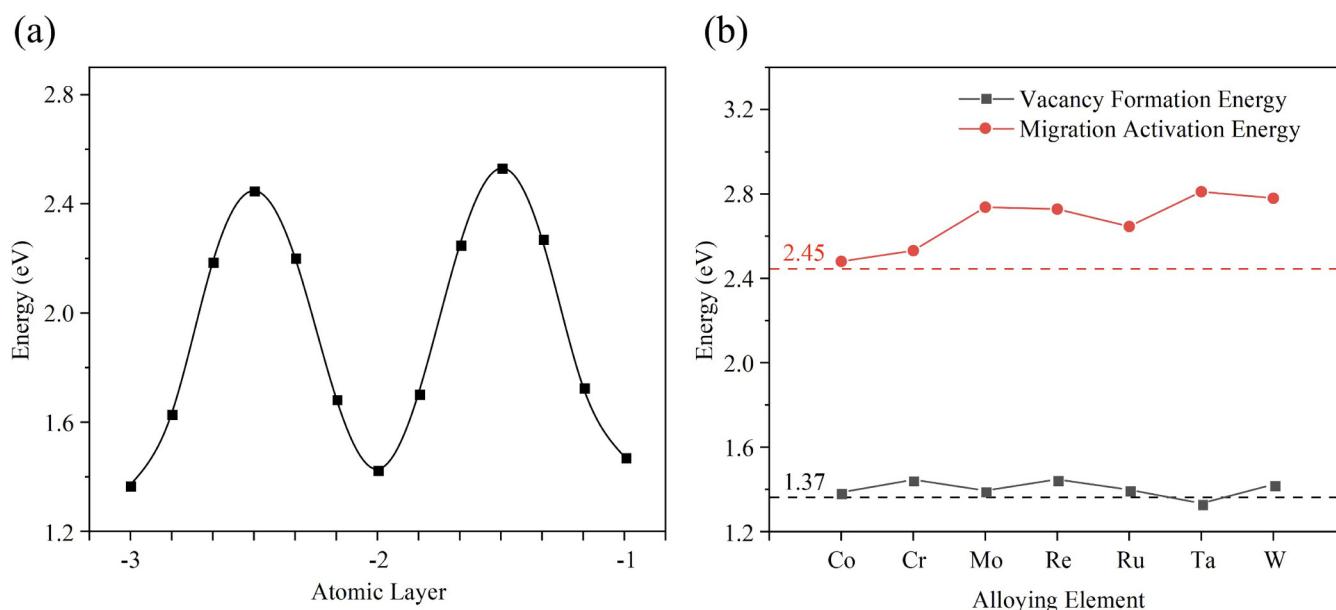 (a)
2.8
2.4
2.0
1.6
1.2
Energy (eV)
-3
-2
-1
Atomic Layer
(b)
3.2
2.8
2.4
2.0
1.6
1.2
Energy (eV)
Vacancy Formation Energy
Migration Activation Energy
2.45
1.37
Co Cr Mo Re Ru Ta W
Alloying Element